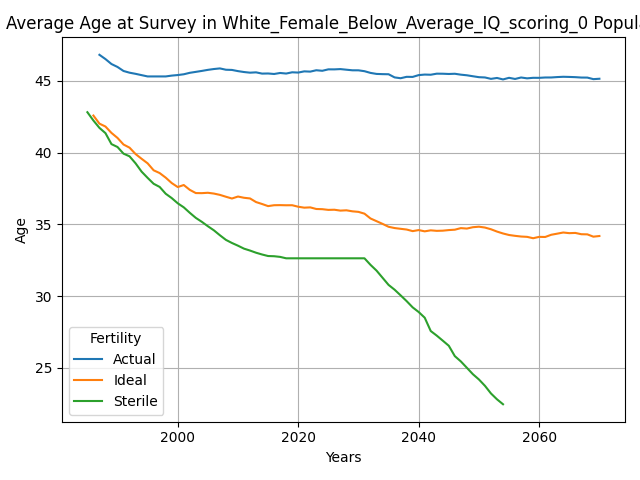 Average Age at Survey in White_Female_Below_Average_IQ_scoring_0 Popul
45
40
35
30
25
Age
Fertility
Actual
Ideal
Sterile
2000 2020 2040 2060
Years